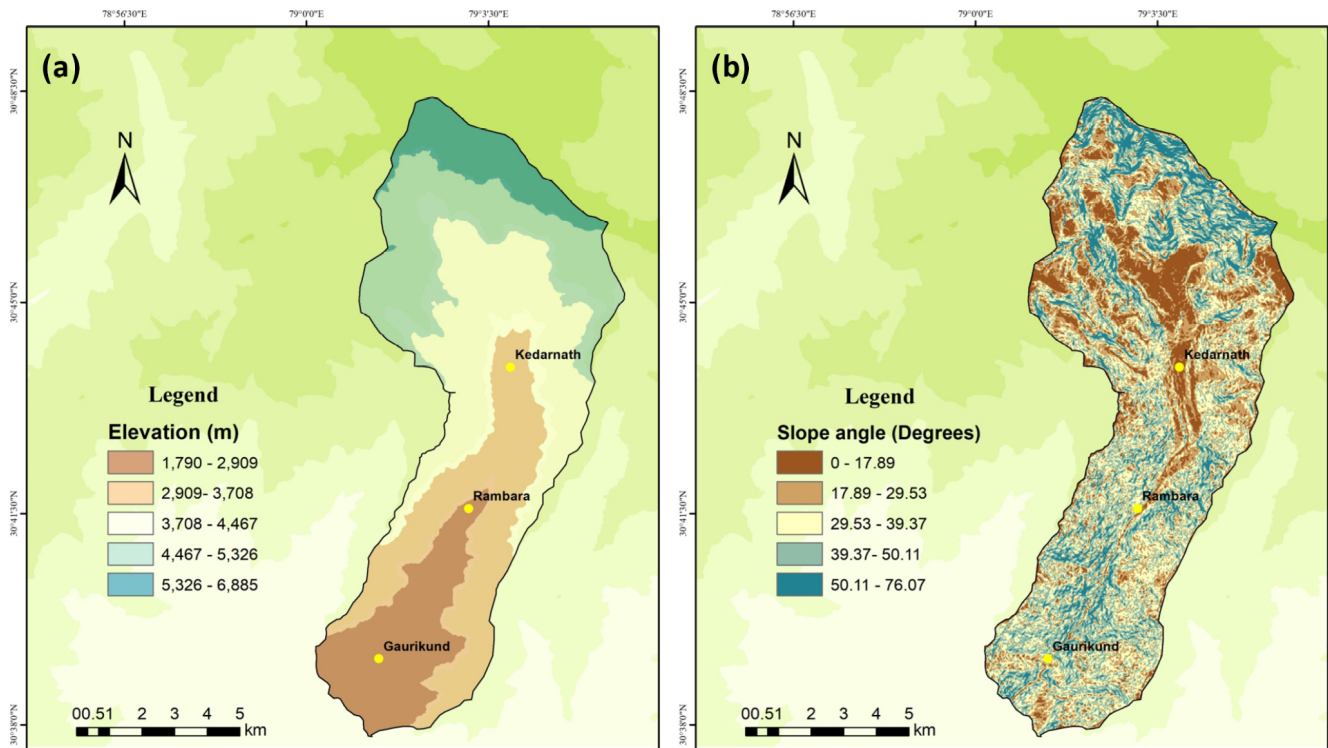 78°56'30"E 79°0'0"E 79°3'30"E
(a)
30°48'30"N
N
30°45'0"N
Kedarnath
Legend
Elevation (m)
1,790 - 2,909
2,909- 3,708
3,708 - 4,467
4,467 - 5,326
5,326 - 6,885
Rambara
30°41'30"N
Gaurikund
00.51 2 3 4 5
km
30°38'0"N
78°56'30"E 79°0'0"E 79°3'30"E
(b)
30°48'30"N
N
30°45'0"N
Kedarnath
Legend
Slope angle (Degrees)
0 - 17.89
17.89 - 29.53
29.53 - 39.37
39.37- 50.11
50.11 - 76.07
Rambara
30°41'30"N
Gaurikund
00.51 2 3 4 5
km
30°38'0"N